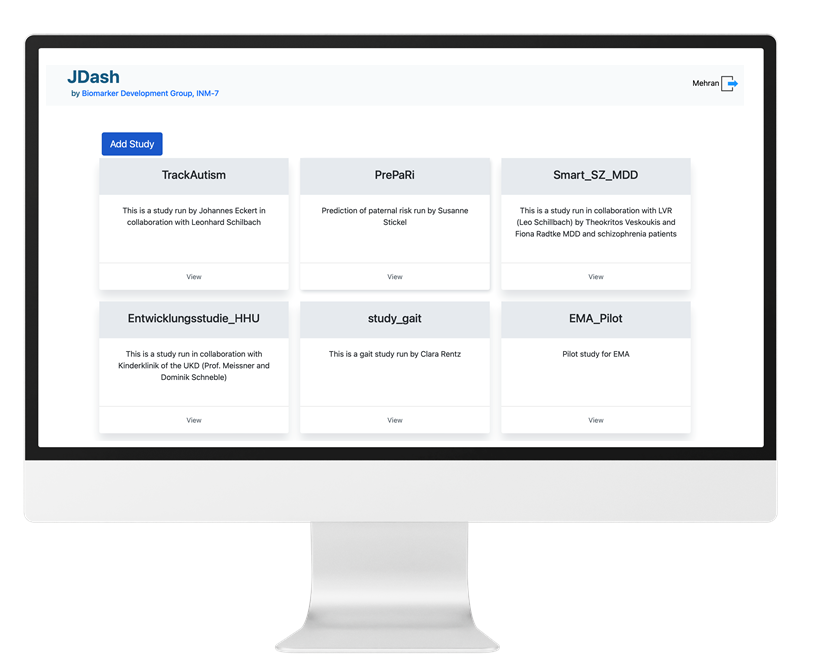 JDash
by Biomarker Development Group, INM-7
Mehran
Add Study
TrackAutism
This is a study run by Johannes Eckert in
collaboration with Leonhard Schilbach
View
PrePaRi
Prediction of paternal risk run by Susanne
Stickel
View
Smart_SZ_MDD
This is a study run in collaboration with LVR
(Leo Schillbach) by Theokritos Veskoukis and
Fiona Radtke MDD and schizophrenia patients
View
Entwicklungsstudie_HHU
This is a study run in collaboration with
Kinderklinik of the UKD (Prof. Meissner and
Dominik Schneble)
View
study_gait
This is a gait study run by Clara Rentz
View
EMA_Pilot
Pilot study for EMA
View